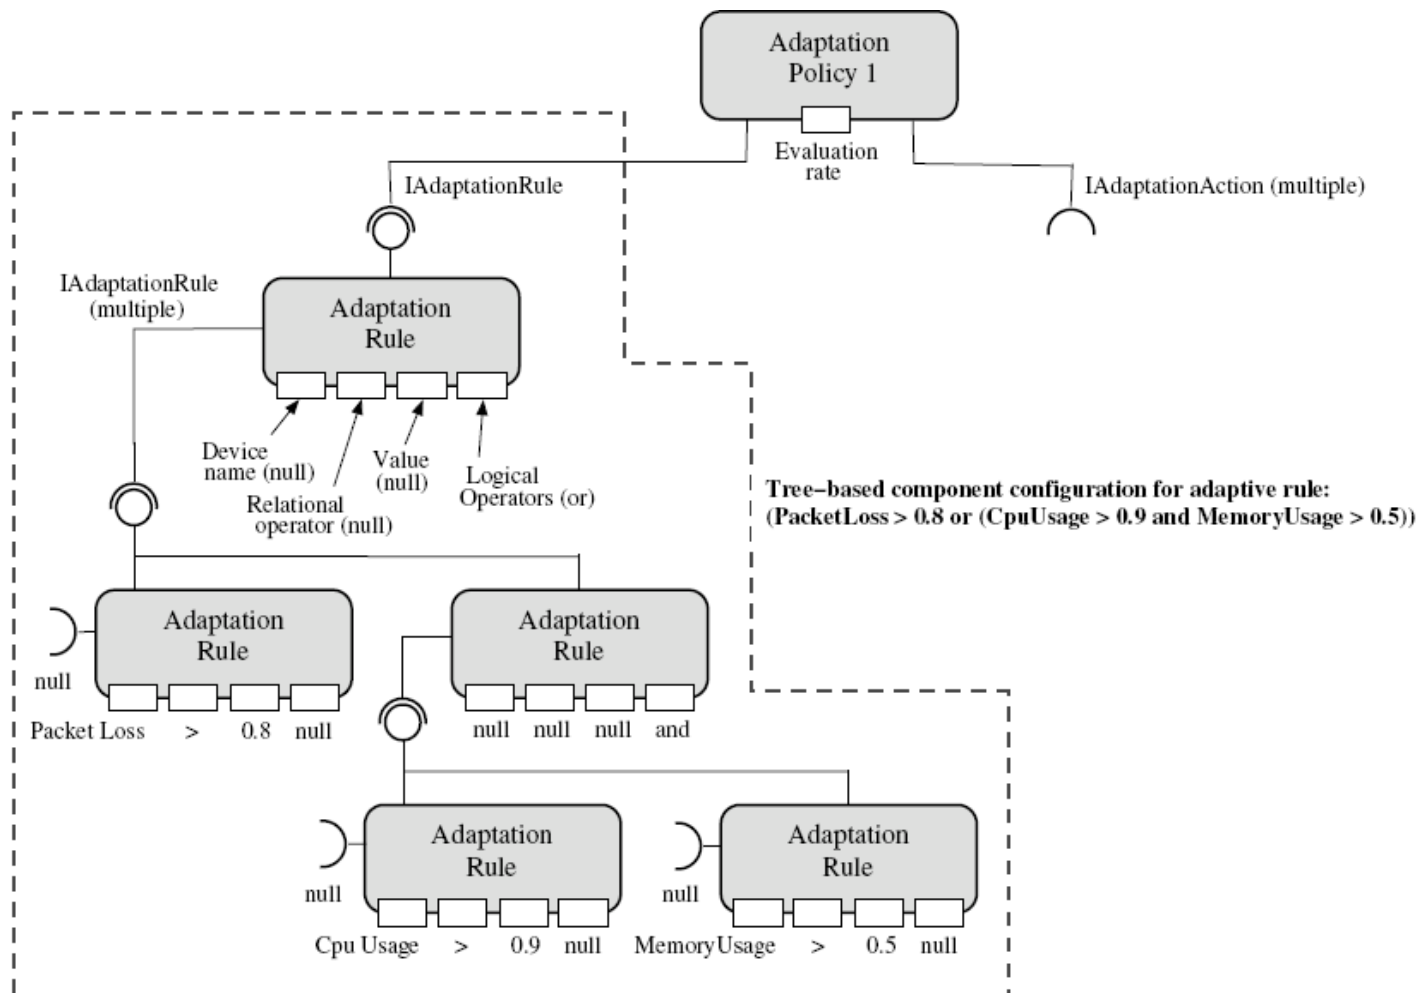 Adaptation
Policy 1
Evaluation
rate
IAdaptationRule
IAdaptationAction (multiple)
IAdaptationRule
(multiple)
Adaptation
Rule
Device
name (null)
Relational
operator (null)
Value
(null)
Logical
Operators (or)
Tree-based component configuration for adaptive rule:
(PacketLoss > 0.8 or (CpuUsage > 0.9 and MemoryUsage > 0.5))
Adaptation
Rule
null
Packet Loss > 0.8 null
Adaptation
Rule
null null null and
Adaptation
Rule
null
Cpu Usage > 0.9 null
Adaptation
Rule
null
MemoryUsage > 0.5 null